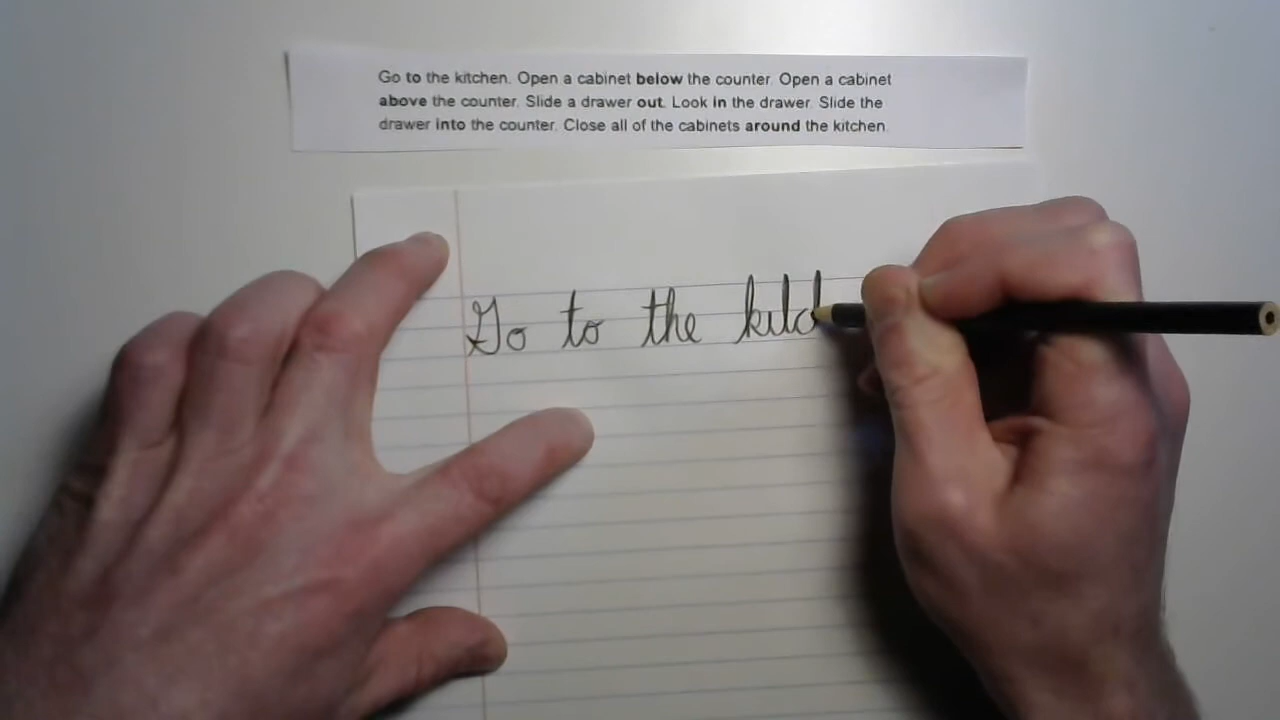 Go to the kitchen. Open a cabinet below the counter. Open a cabinet
above the counter. Slide a drawer out. Look in the drawer. Slide the
drawer into the counter. Close all of the cabinets around the kitchen.
Go to the kitch